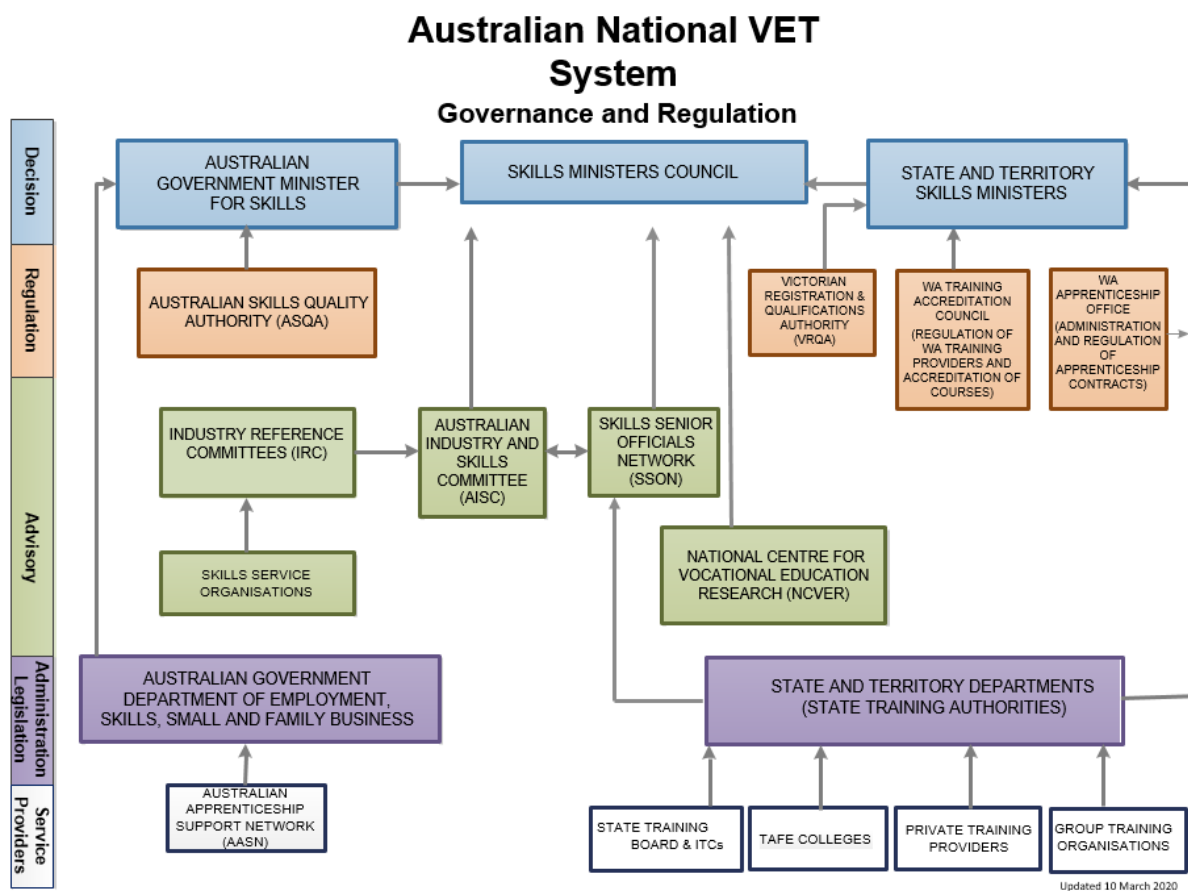 Australian National VET
System
Governance and Regulation
Decision
AUSTRALIAN
GOVERNMENT MINISTER
FOR SKILLS
SKILLS MINISTERS COUNCIL
STATE AND TERRITORY
SKILLS MINISTERS
Regulation
AUSTRALIAN SKILLS QUALITY
AUTHORITY (ASQA)
VICTORIAN
REGISTRATION &
QUALIFICATIONS
AUTHORITY
(VRQA)
WA TRAINING
ACCREDITATION
COUNCIL
(REGULATION OF
WA TRAINING
PROVIDERS AND
ACCREDITATION OF
COURSES)
WA
APPRENTICESHIP
OFFICE
(ADMINISTRATION
AND REGULATION
OF
APPRENTICESHIP
CONTRACTS)
Advisory
INDUSTRY REFERENCE
COMMITTEES (IRC)
AUSTRALIAN
INDUSTRY AND
SKILLS
COMMITTEE
(AISC)
SKILLS SENIOR
OFFICIALS
NETWORK
(SSON)
SKILLS SERVICE
ORGANISATIONS
NATIONAL CENTRE FOR
VOCATIONAL EDUCATION
RESEARCH (NCVER)
Administration
Legislation
AUSTRALIAN GOVERNMENT
DEPARTMENT OF EMPLOYMENT,
SKILLS, SMALL AND FAMILY BUSINESS
STATE AND TERRITORY DEPARTMENTS
(STATE TRAINING AUTHORITIES)
Service
Providers
AUSTRALIAN
APPRENTICESHIP
SUPPORT NETWORK
(AASN)
STATE TRAINING
BOARD & ITCs
TAFE COLLEGES
PRIVATE TRAINING
PROVIDERS
GROUP TRAINING
ORGANISATIONS
Updated 10 March 2020